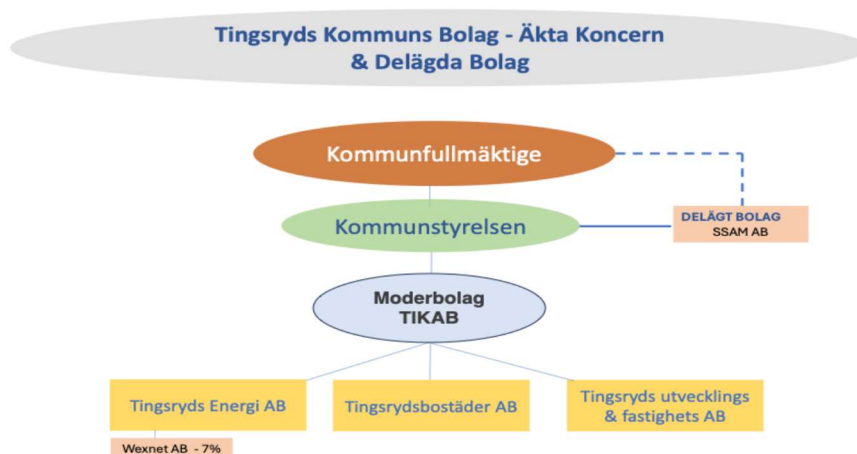 Tingsryds Kommuns Bolag - Äkta Koncern
& Delägda Bolag
Kommunfullmäktige
Kommunstyrelsen
DELÄGT BOLAG
SSAM AB
Moderbolag
TIKAB
Tingsryds Energi AB
Tingsrydsbostäder AB
Tingsryds utvecklings
& fastighets AB
Wexnet AB - 7%